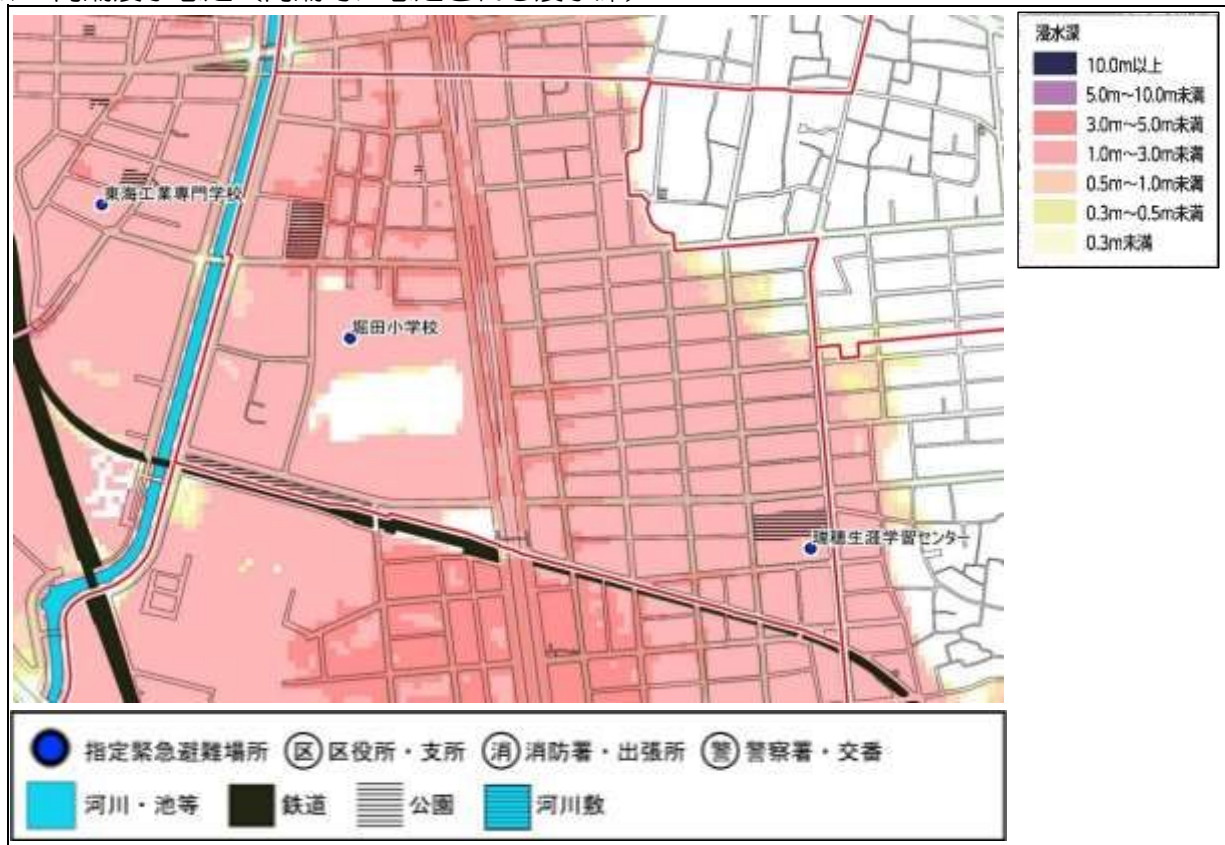 浸水深
10.0m以上
5.0m～10.0m未満
3.0m～5.0m未満
1.0m～3.0m未満
0.5m～1.0m未満
0.3m～0.5m未満
0.3m未満
東海工業専門学校
堀田小学校
瑞穂生涯学習センター
指定緊急避難場所 区 区役所・支所 消 消防署・出張所 警 警察署・交番
河川・池等 鉄道 公園 河川敷